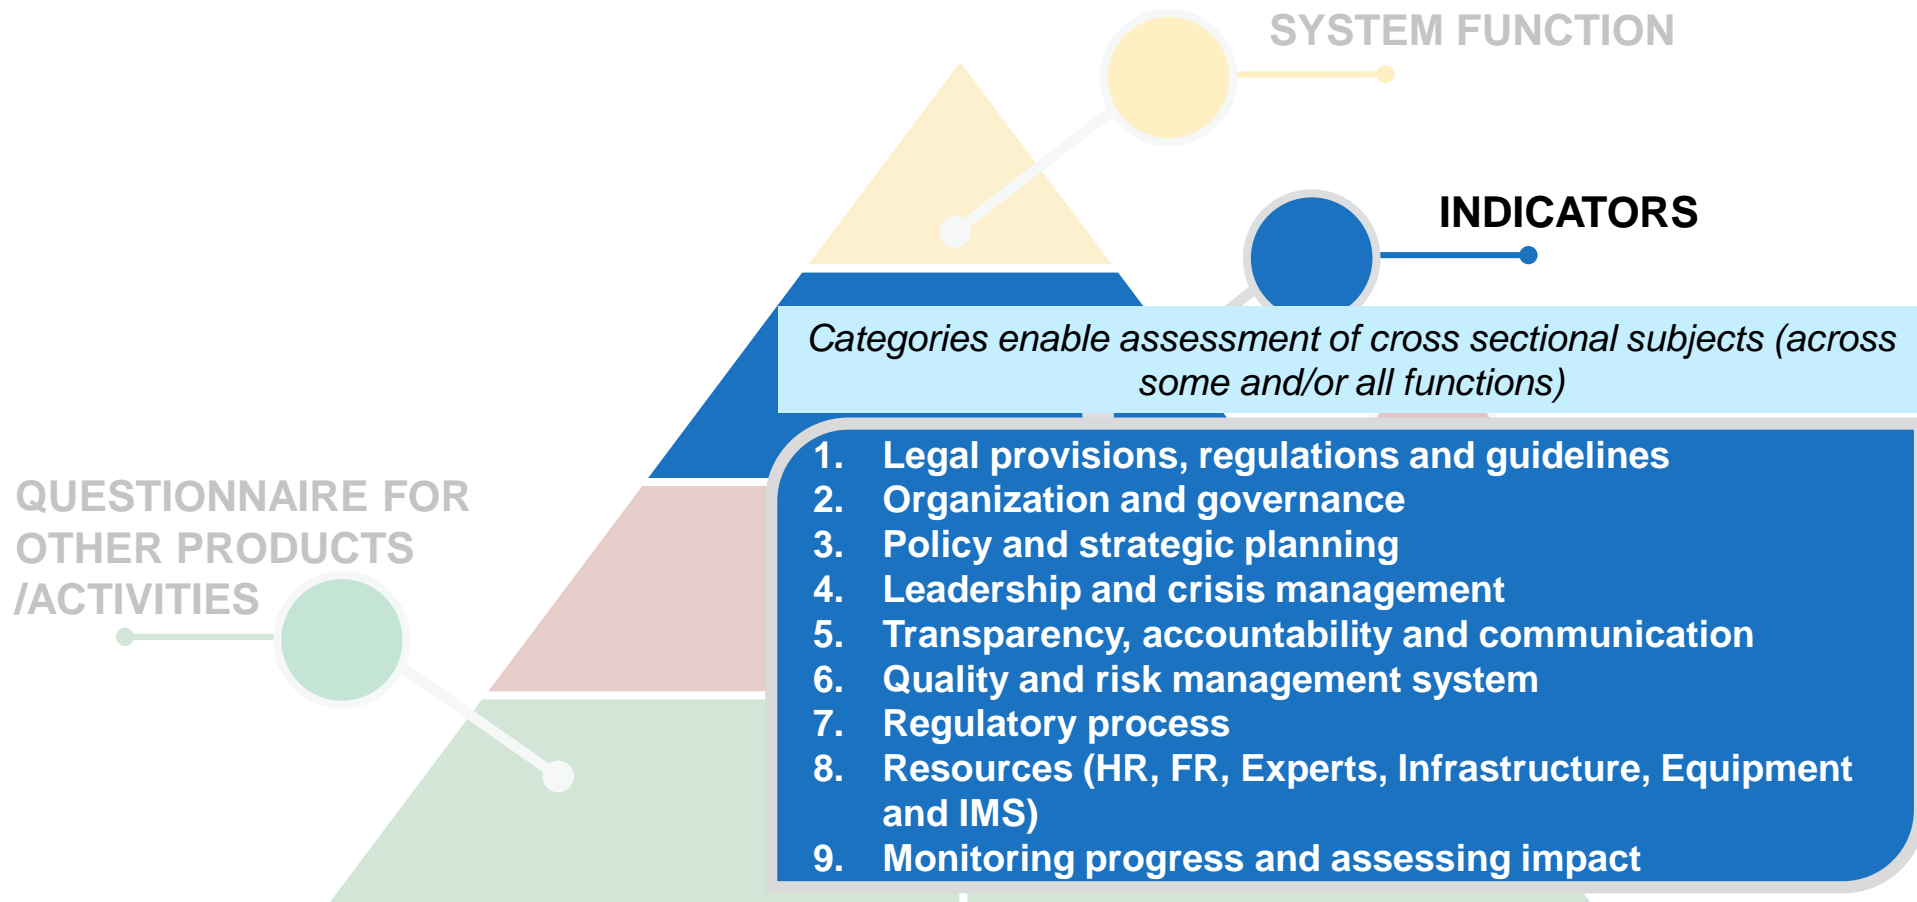 SYSTEM FUNCTION
INDICATORS
Categories enable assessment of cross sectional subjects (across
some and/or all functions)
QUESTIONNAIRE FOR
OTHER PRODUCTS
/ACTIVITIES
1. Legal provisions, regulations and guidelines
2. Organization and governance
3. Policy and strategic planning
4. Leadership and crisis management
5. Transparency, accountability and communication
6. Quality and risk management system
7. Regulatory process
8. Resources (HR, FR, Experts, Infrastructure, Equipment
and IMS)
9. Monitoring progress and assessing impact